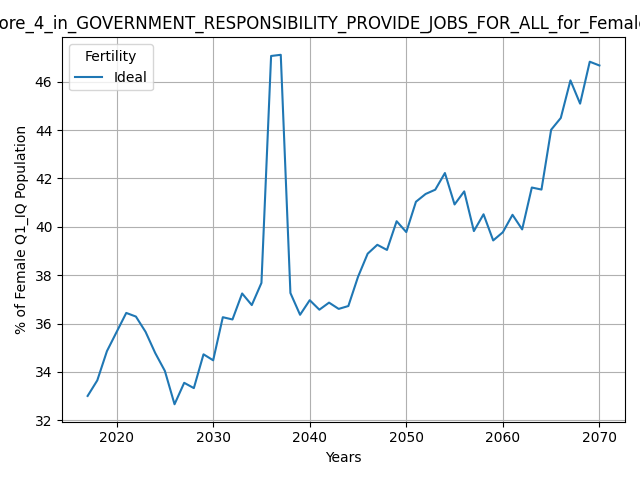 ore_4_in_GOVERNMENT_RESPONSIBILITY_PROVIDE_JOBS_FOR_ALL_for_Female
Fertility
Ideal
% of Female Q1_IQ Population
46
44
42
40
38
36
34
32
2020 2030 2040 2050 2060 2070
Years